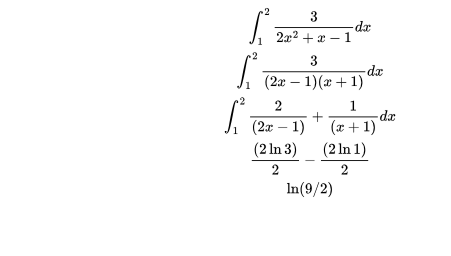 ∫₁² 3/(2x² + x − 1) dx
∫₁² 3/((2x − 1)(x + 1)) dx
∫₁² 2/(2x − 1) + 1/(x + 1) dx
(2 ln 3)/2 − (2 ln 1)/2
ln(9/2)